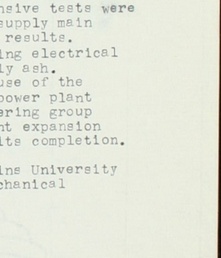 nsive tests were
supply main
results.
ing electrical
ly ash.
use of the
power plant
ering group
nt expansion
its completion.
ins University
chanical